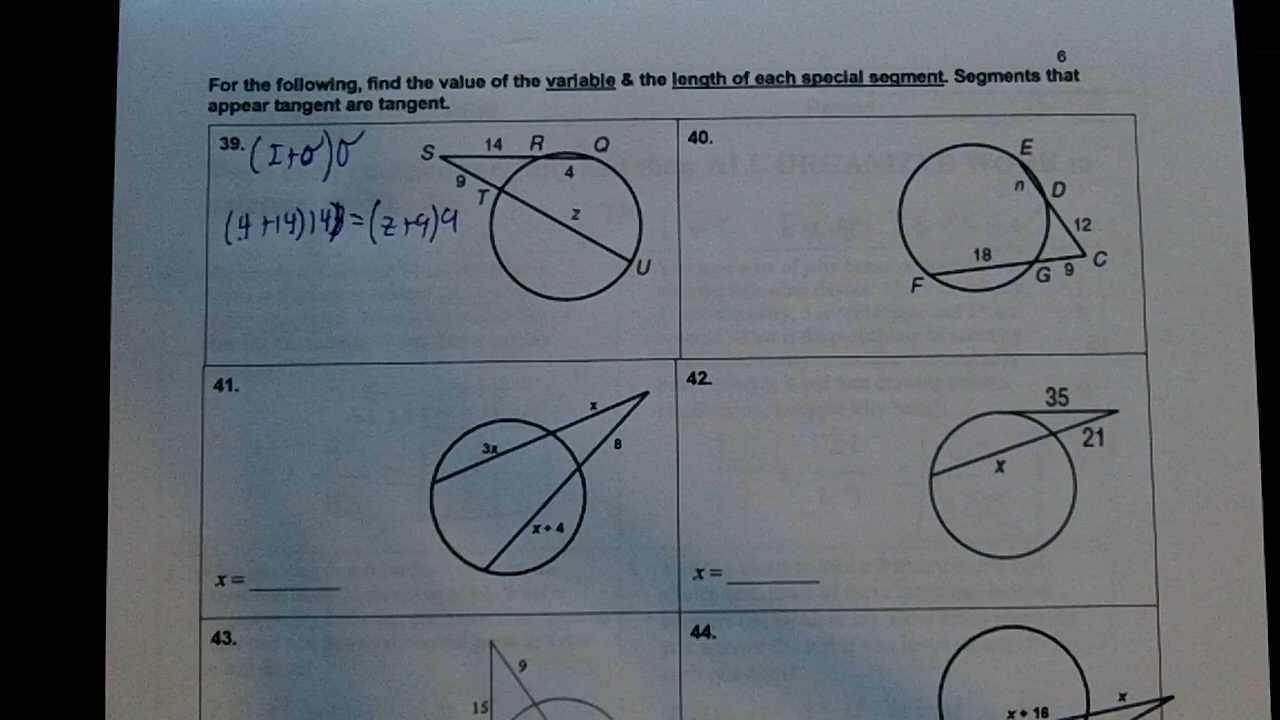 6
For the following, find the value of the variable & the length of each special segment. Segments that
appear tangent are tangent.
39. (I+σ)σ
(4+14)14=(z+9)9
S 14 R Q
9 T 4
z
U
40.
E
n D
12
18
F G 9 C
41.
x
3x 8
x+4
x=
42.
35
21
x
x=
43.
9
15
44.
x
x+16